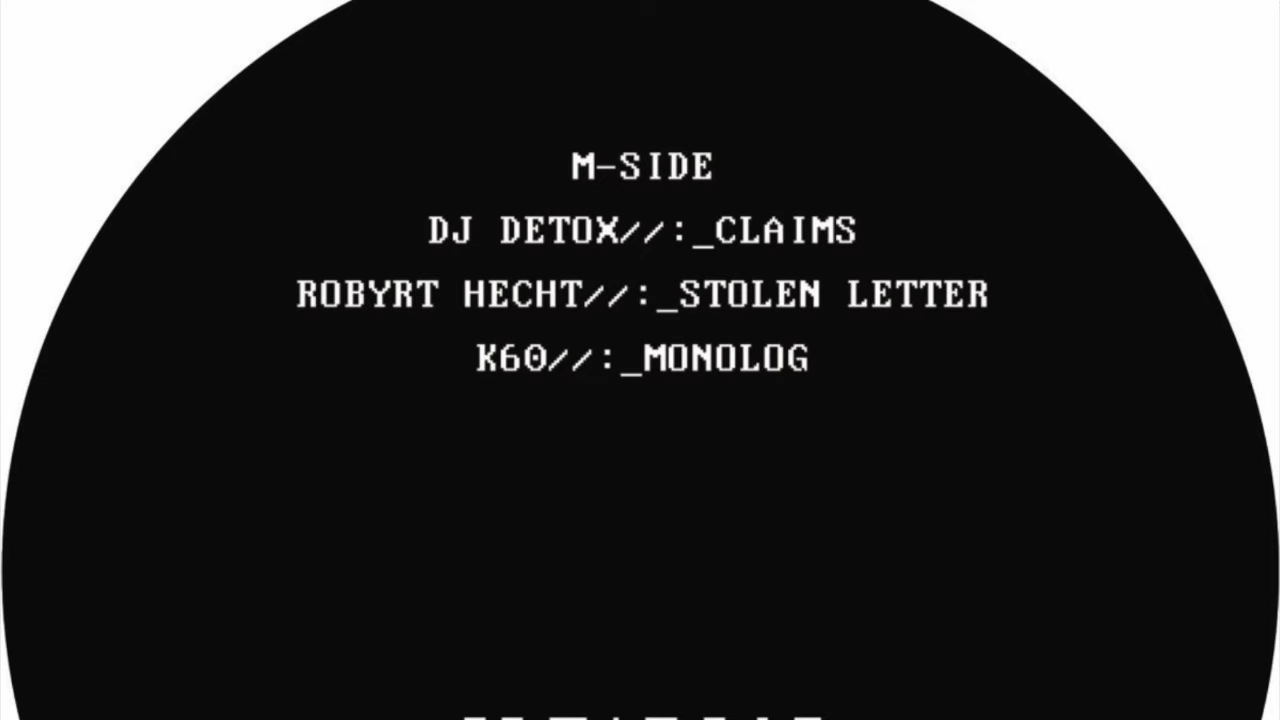 M-SIDE
DJ DETOX//:_CLAIMS
ROBYRT HECHT//:_STOLEN LETTER
K60//:_MONOLOG